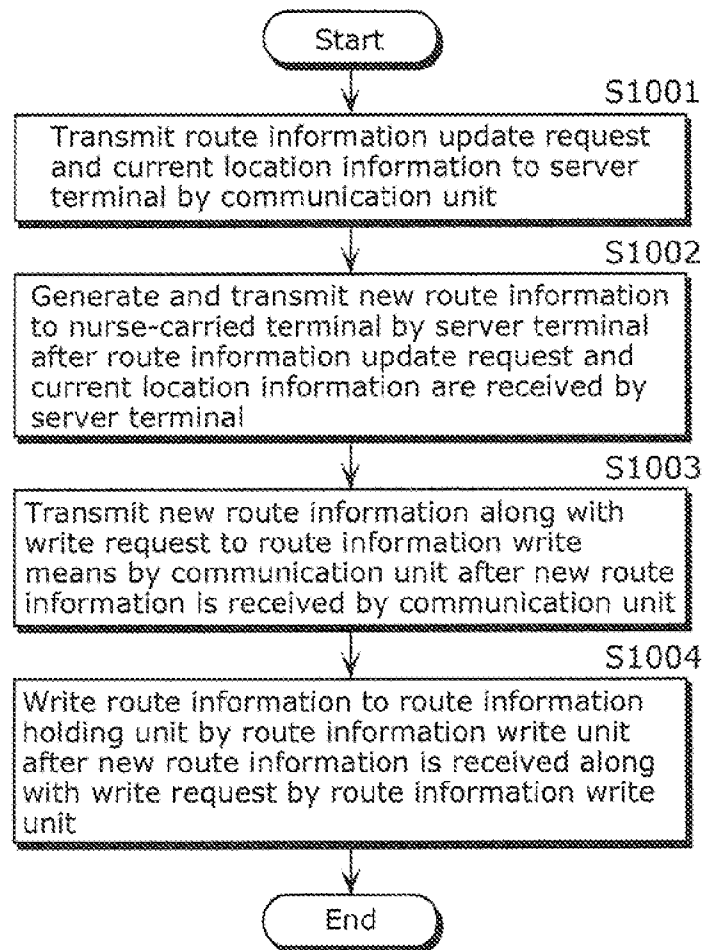 Start
S1001
Transmit route information update request
and current location information to server
terminal by communication unit
S1002
Generate and transmit new route information
to nurse-carried terminal by server terminal
after route information update request and
current location information are received by
server terminal
S1003
Transmit new route information along with
write request to route information write
means by communication unit after new route
information is received by communication unit
S1004
Write route information to route information
holding unit by route information write unit
after new route information is received along
with write request by route information write
unit
End